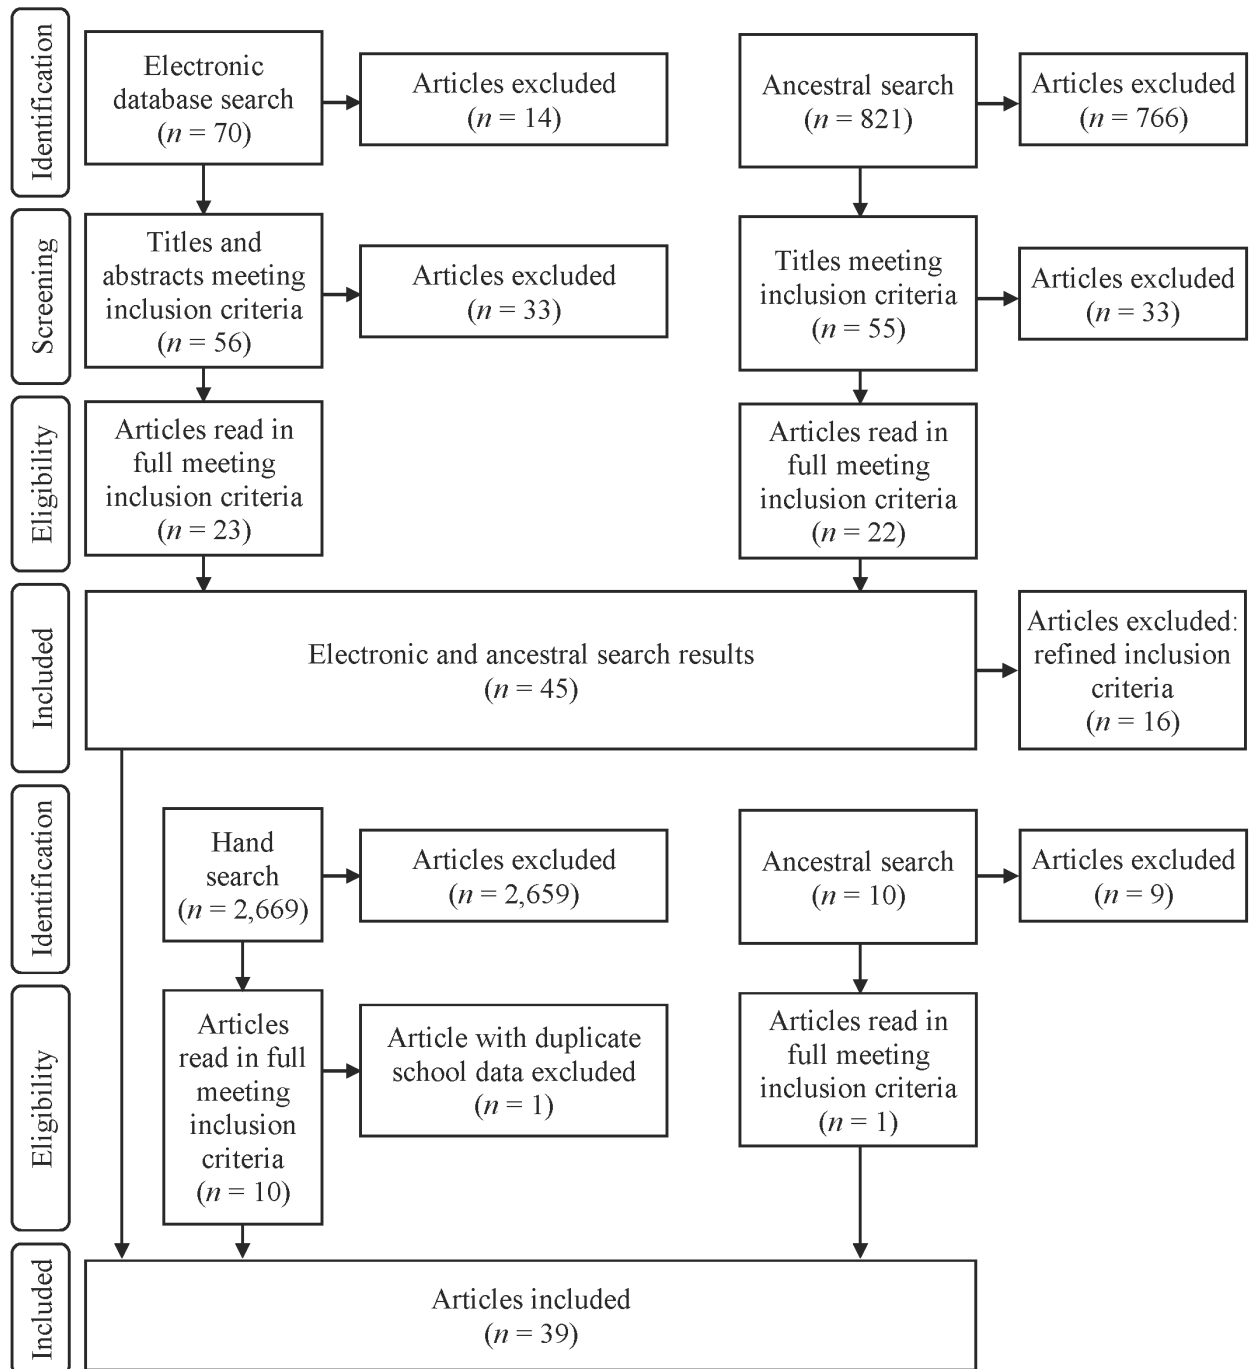 Identification
Electronic
database search
(n = 70)
Articles excluded
(n = 14)
Ancestral search
(n = 821)
Articles excluded
(n = 766)
Screening
Titles and
abstracts meeting
inclusion criteria
(n = 56)
Articles excluded
(n = 33)
Titles meeting
inclusion criteria
(n = 55)
Articles excluded
(n = 33)
Eligibility
Articles read in
full meeting
inclusion criteria
(n = 23)
Articles read in
full meeting
inclusion criteria
(n = 22)
Included
Electronic and ancestral search results
(n = 45)
Articles excluded:
refined inclusion
criteria
(n = 16)
Identification
Hand
search
(n = 2,669)
Articles excluded
(n = 2,659)
Ancestral search
(n = 10)
Articles excluded
(n = 9)
Eligibility
Articles
read in full
meeting
inclusion
criteria
(n = 10)
Article with duplicate
school data excluded
(n = 1)
Articles read in
full meeting
inclusion criteria
(n = 1)
Included
Articles included
(n = 39)